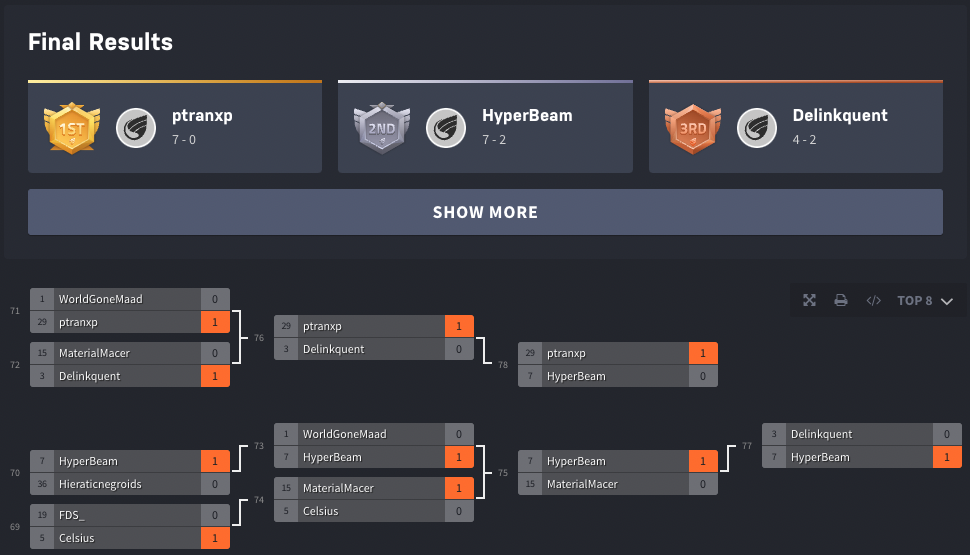 Final Results
1ST ptranxp
7 - 0
2ND HyperBeam
7 - 2
3RD Delinkquent
4 - 2
SHOW MORE
TOP 8
71
1 WorldGoneMaad 0
29 ptranxp 1
72
15 MaterialMacer 0
3 Delinkquent 1
76
29 ptranxp 1
3 Delinkquent 0
78
29 ptranxp 1
7 HyperBeam 0
70
7 HyperBeam 1
36 Hieraticnegroids 0
69
19 FDS_ 0
5 Celsius 1
73
1 WorldGoneMaad 0
7 HyperBeam 1
74
15 MaterialMacer 1
5 Celsius 0
75
7 HyperBeam 1
15 MaterialMacer 0
77
3 Delinkquent 0
7 HyperBeam 1